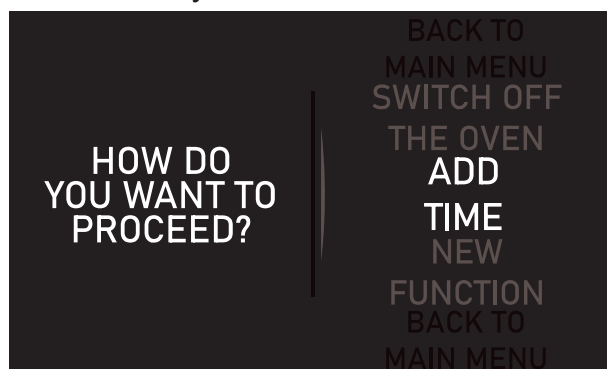 HOW DO
YOU WANT TO
PROCEED?
BACK TO
MAIN MENU
SWITCH OFF
THE OVEN
ADD
TIME
NEW
FUNCTION
BACK TO
MAIN MENU